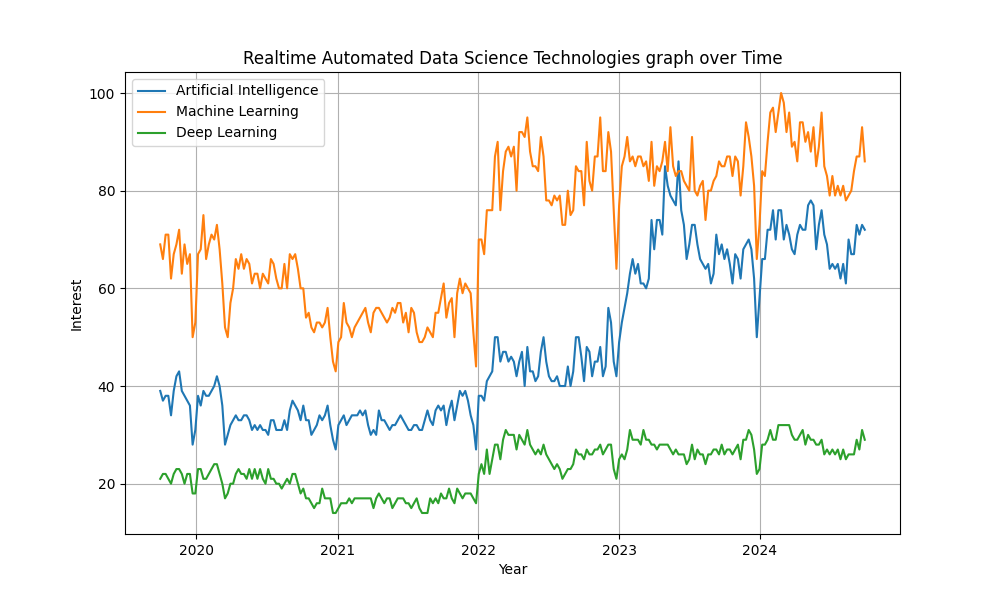 Realtime Automated Data Science Technologies graph over Time
Artificial Intelligence
Machine Learning
Deep Learning
100
80
60
40
20
Interest
2020 2021 2022 2023 2024
Year